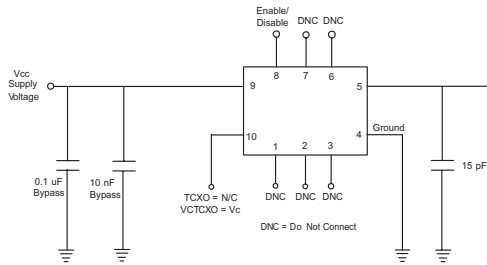 Enable/
Disable
DNC DNC
Vcc
Supply
Voltage
8 7 6
9
5
10
4
Ground
1 2 3
0.1 uF
Bypass
10 nF
Bypass
TCXO = N/C
VCTCXO = Vc
DNC DNC DNC
15 pF
DNC = Do Not Connect